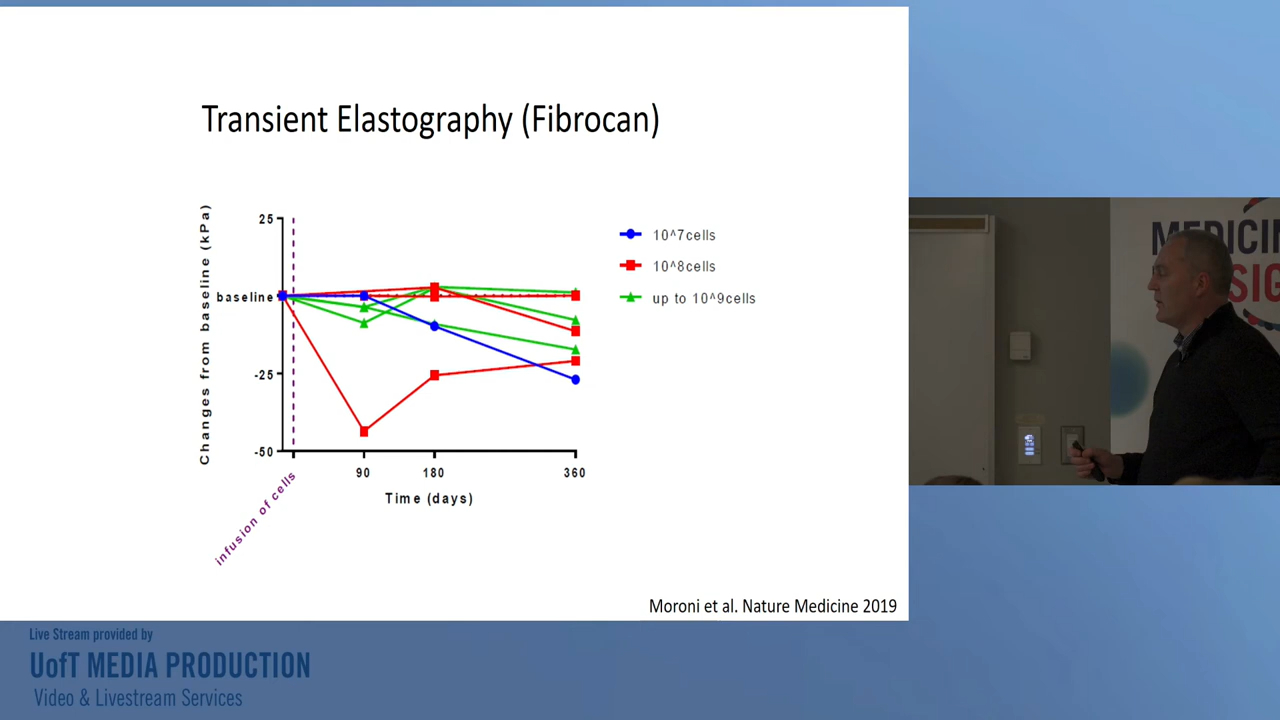 Transient Elastography (Fibrocan)
Changes from baseline (kPa)
25
baseline
-25
-50
90
180
360
Time (days)
infusion of cells
10^7cells
10^8cells
up to 10^9cells
Moroni et al. Nature Medicine 2019
Live Stream provided by
UofT MEDIA PRODUCTION
Video & Livestream Services